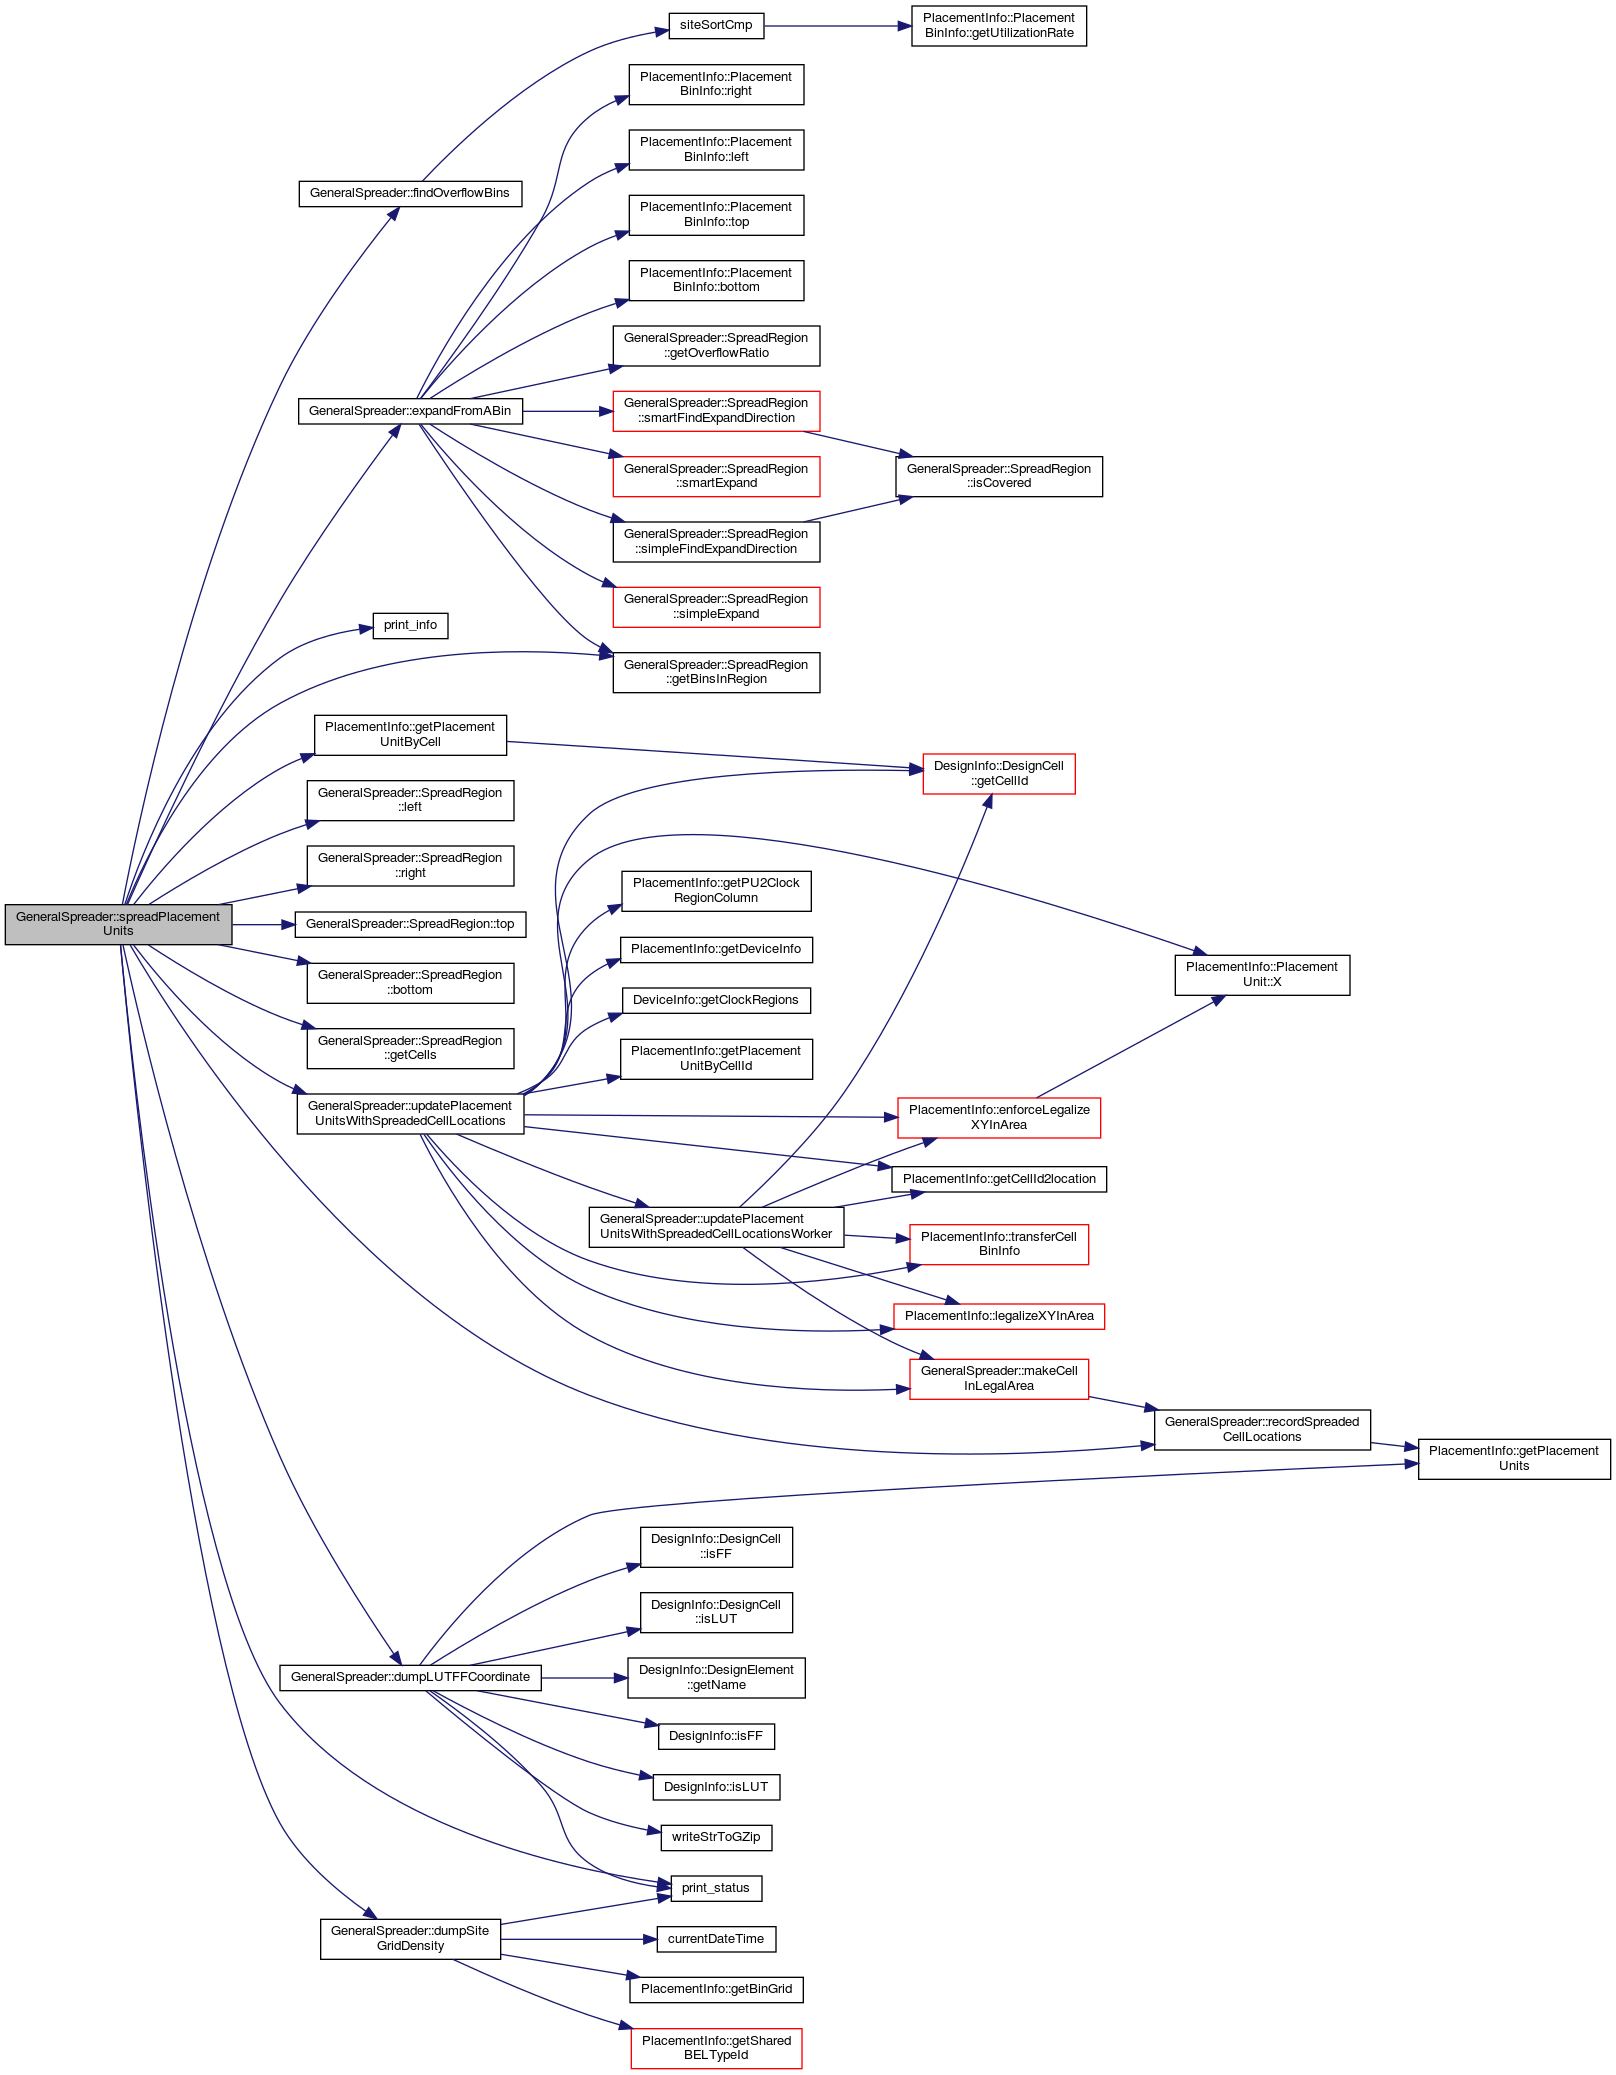 siteSortCmp
PlacementInfo::Placement
BinInfo::getUtilizationRate
PlacementInfo::Placement
BinInfo::right
PlacementInfo::Placement
BinInfo::left
GeneralSpreader::findOverflowBins
PlacementInfo::Placement
BinInfo::top
PlacementInfo::Placement
BinInfo::bottom
GeneralSpreader::SpreadRegion
::getOverflowRatio
GeneralSpreader::expandFromABin
GeneralSpreader::SpreadRegion
::smartFindExpandDirection
GeneralSpreader::SpreadRegion
::smartExpand
GeneralSpreader::SpreadRegion
::isCovered
GeneralSpreader::SpreadRegion
::simpleFindExpandDirection
GeneralSpreader::SpreadRegion
::simpleExpand
print_info
GeneralSpreader::SpreadRegion
::getBinsInRegion
PlacementInfo::getPlacement
UnitByCell
DesignInfo::DesignCell
::getCellId
GeneralSpreader::SpreadRegion
::left
GeneralSpreader::SpreadRegion
::right
PlacementInfo::getPU2Clock
RegionColumn
GeneralSpreader::spreadPlacement
Units
GeneralSpreader::SpreadRegion::top
PlacementInfo::getDeviceInfo
GeneralSpreader::SpreadRegion
::bottom
PlacementInfo::Placement
Unit::X
DeviceInfo::getClockRegions
GeneralSpreader::SpreadRegion
::getCells
PlacementInfo::getPlacement
UnitByCellId
GeneralSpreader::updatePlacement
UnitsWithSpreadedCellLocations
PlacementInfo::enforceLegalize
XYInArea
PlacementInfo::getCellId2location
GeneralSpreader::updatePlacement
UnitsWithSpreadedCellLocationsWorker
PlacementInfo::transferCell
BinInfo
PlacementInfo::legalizeXYInArea
GeneralSpreader::makeCell
InLegalArea
GeneralSpreader::recordSpreaded
CellLocations
PlacementInfo::getPlacement
Units
DesignInfo::DesignCell
::isFF
DesignInfo::DesignCell
::isLUT
GeneralSpreader::dumpLUTFFCoordinate
DesignInfo::DesignElement
::getName
DesignInfo::isFF
DesignInfo::isLUT
writeStrToGZip
print_status
GeneralSpreader::dumpSite
GridDensity
currentDateTime
PlacementInfo::getBinGrid
PlacementInfo::getShared
BELTypeId